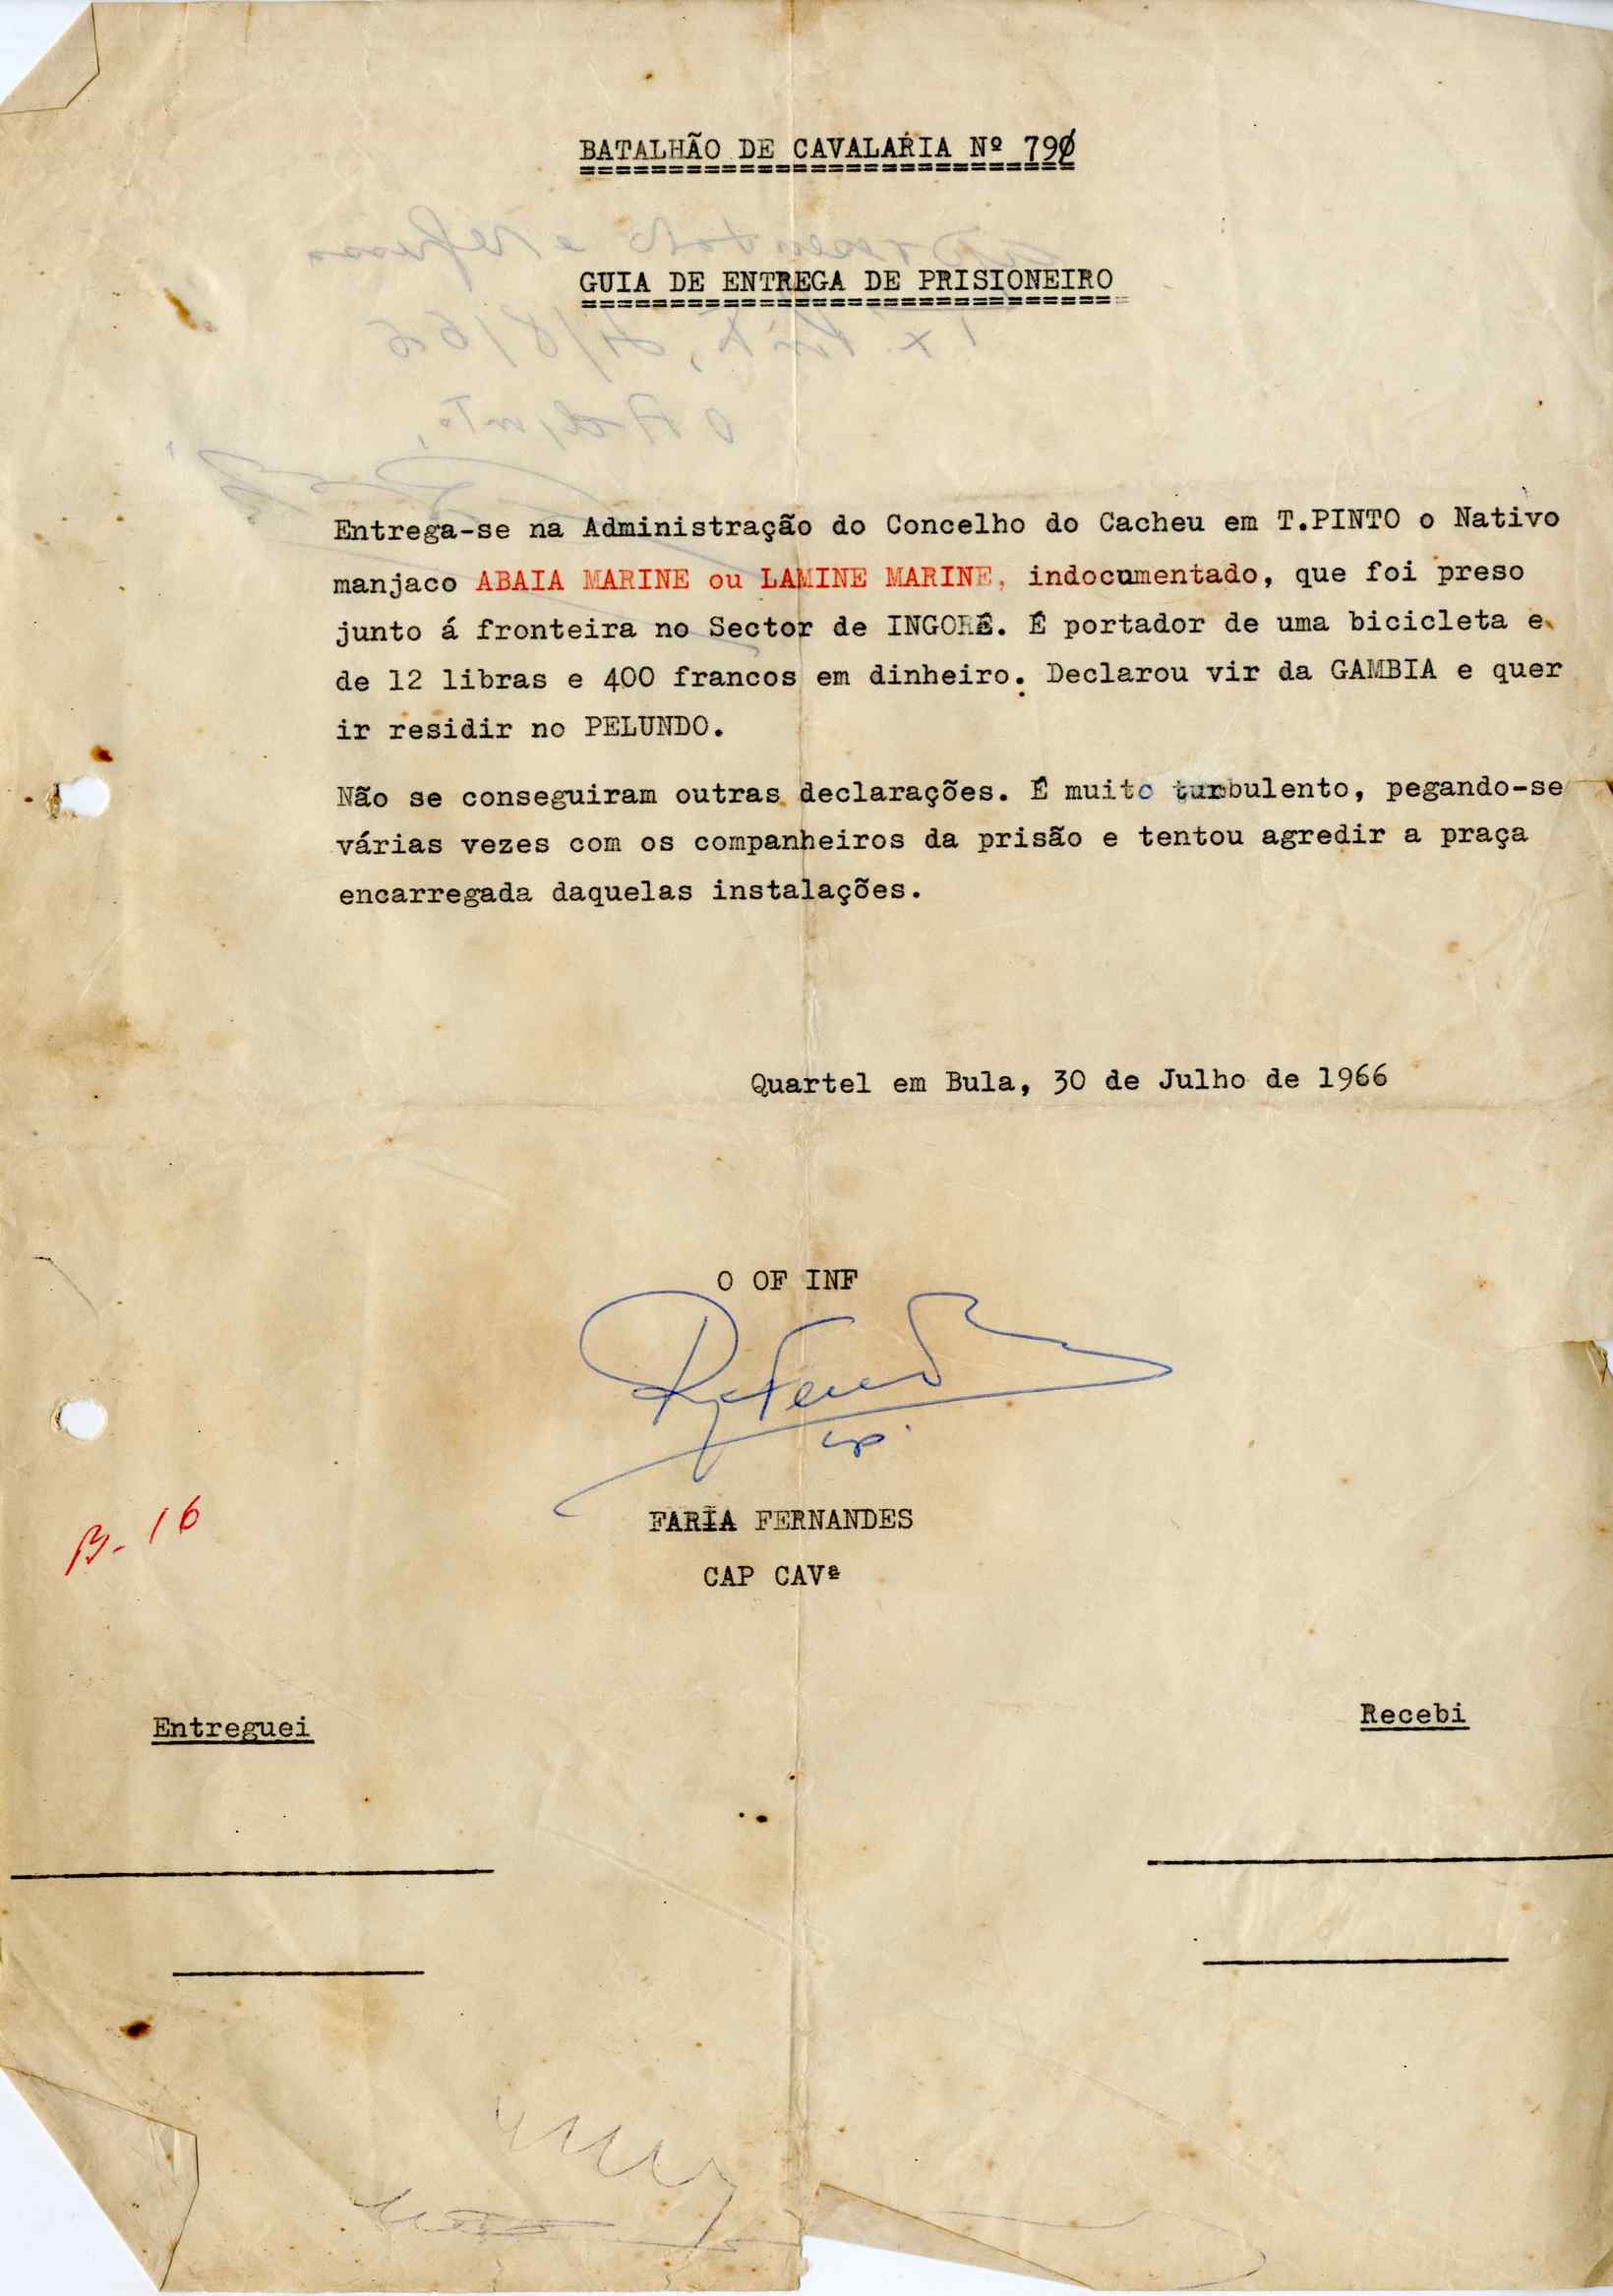 BATALHÃO DE CAVALARIA Nº 790
GUIA DE ENTREGA DE PRISIONEIRO
Entrega-se na Administração do Concelho do Cacheu em T.PINTO o Nativo
manjaco ABAIA MARINE ou LAMINE MARINE, indocumentado, que foi preso
junto á fronteira no Sector de INGORÊ. É portador de uma bicicleta e
de 12 libras e 400 francos em dinheiro. Declarou vir da GAMBIA e quer
ir residir no PELUNDO.
Não se conseguiram outras declarações. É muito turbulento, pegando-se
várias vezes com os companheiros da prisão e tentou agredir a praça
encarregada daquelas instalações.
Quartel em Bula, 30 de Julho de 1966
O OF INF
FARIA FERNANDES
CAP CAVª
B-16
Entreguei
Recebi